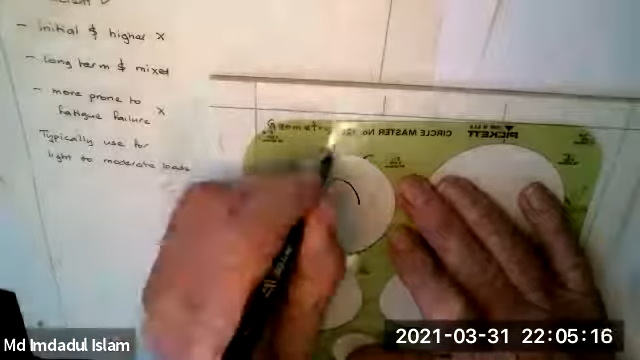 - Initial & higher x
- Long term & mixed
- more prone to x
fatigue failure
Typically use for
light to moderate loads
CIRCLE MASTER No.
PICKETT
Md Imdadul Islam
2021-03-31 22:05:16